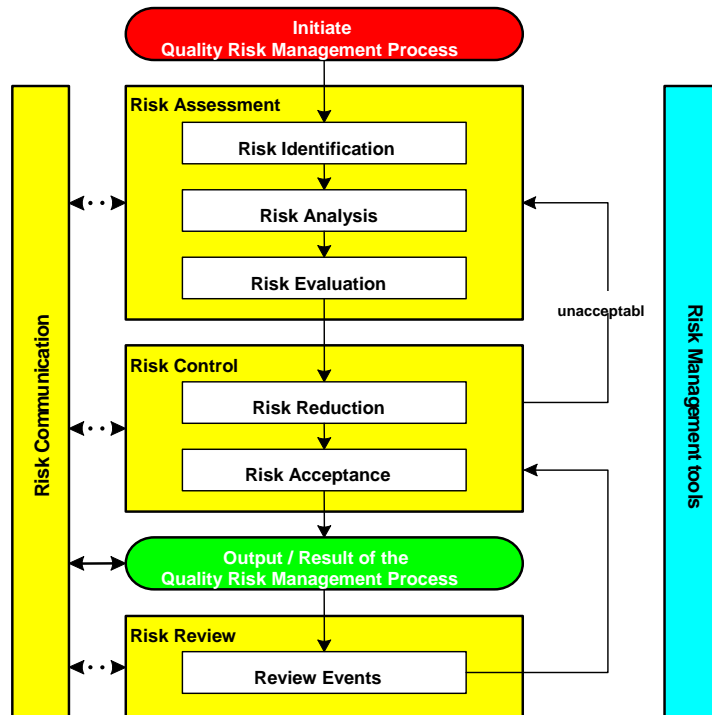 Initiate
Quality Risk Management Process
Risk Assessment
Risk Identification
Risk Analysis
Risk Evaluation
unacceptabl
Risk Control
Risk Reduction
Risk Acceptance
Output / Result of the
Quality Risk Management Process
Risk Review
Review Events
Risk Communication
Risk Management tools